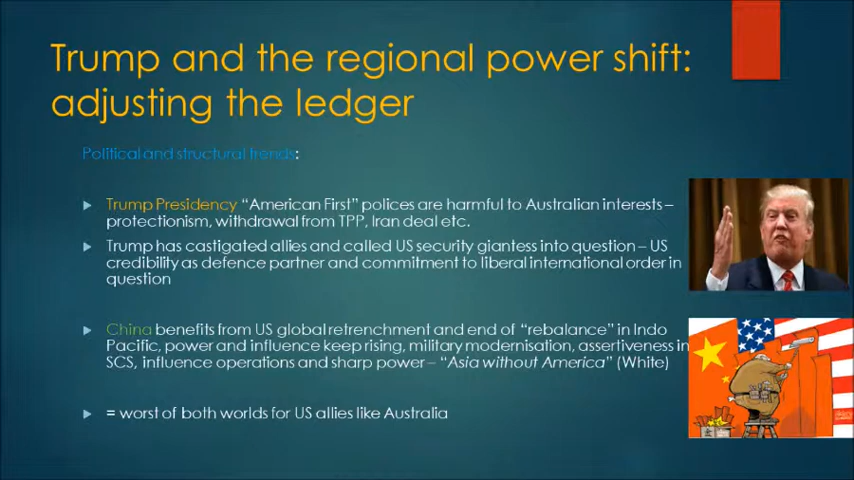 Trump and the regional power shift:
adjusting the ledger
Political and structural trends:
Trump Presidency “American First” polices are harmful to Australian interests –
protectionism, withdrawal from TPP, Iran deal etc.
Trump has castigated allies and called US security giantess into question – US
credibility as defence partner and commitment to liberal international order in
question
China benefits from US global retrenchment and end of “rebalance” in Indo
Pacific, power and influence keep rising, military modernisation, assertiveness in
SCS, influence operations and sharp power – “Asia without America” (White)
= worst of both worlds for US allies like Australia